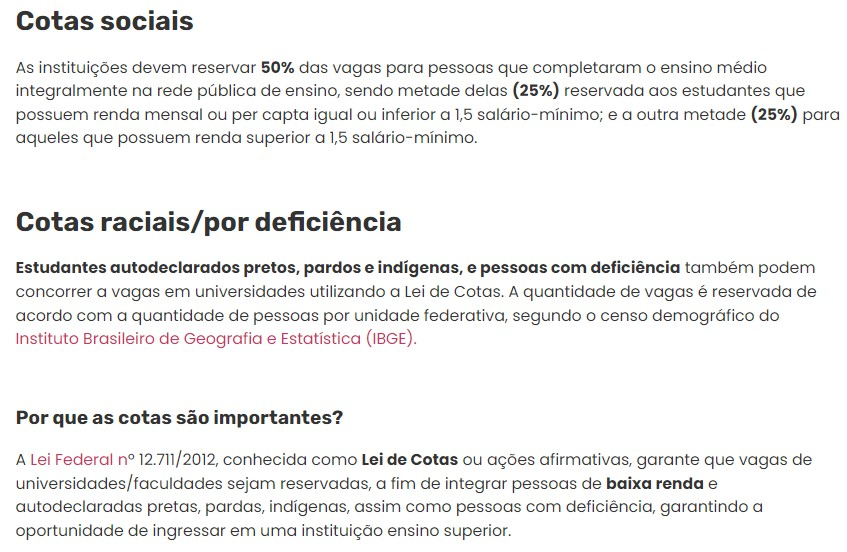 Cotas sociais
As instituições devem reservar 50% das vagas para pessoas que completaram o ensino médio
integralmente na rede pública de ensino, sendo metade delas (25%) reservada aos estudantes que
possuem renda mensal ou per capta igual ou inferior a 1,5 salário-mínimo; e a outra metade (25%) para
aqueles que possuem renda superior a 1,5 salário-mínimo.
Cotas raciais/por deficiência
Estudantes autodeclarados pretos, pardos e indígenas, e pessoas com deficiência também podem
concorrer a vagas em universidades utilizando a Lei de Cotas. A quantidade de vagas é reservada de
acordo com a quantidade de pessoas por unidade federativa, segundo o censo demográfico do
Instituto Brasileiro de Geografia e Estatística (IBGE).
Por que as cotas são importantes?
A Lei Federal nº 12.711/2012, conhecida como Lei de Cotas ou ações afirmativas, garante que vagas de
universidades/faculdades sejam reservadas, a fim de integrar pessoas de baixa renda e
autodeclaradas pretas, pardas, indígenas, assim como pessoas com deficiência, garantindo a
oportunidade de ingressar em uma instituição ensino superior.